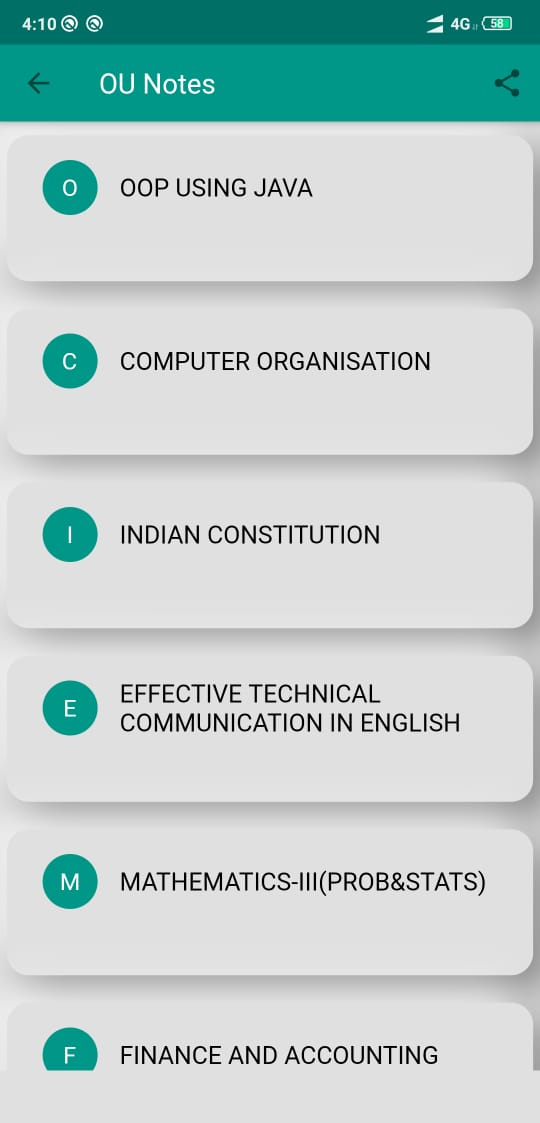 4:10 4G 58
OU Notes
O OOP USING JAVA
C COMPUTER ORGANISATION
I INDIAN CONSTITUTION
E EFFECTIVE TECHNICAL
COMMUNICATION IN ENGLISH
M MATHEMATICS-III(PROB&STATS)
F FINANCE AND ACCOUNTING